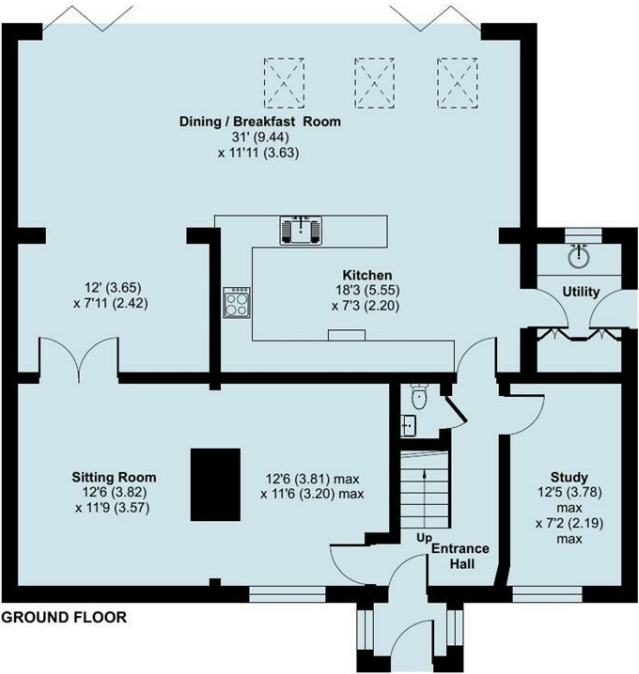 Dining / Breakfast Room
31' (9.44)
x 11'11 (3.63)
12' (3.65)
x 7'11 (2.42)
Kitchen
18'3 (5.55)
x 7'3 (2.20)
Utility
Sitting Room
12'6 (3.82)
x 11'9 (3.57)
12'6 (3.81) max
x 11'6 (3.20) max
Study
12'5 (3.78)
max
x 7'2 (2.19)
max
Up
Entrance
Hall
GROUND FLOOR